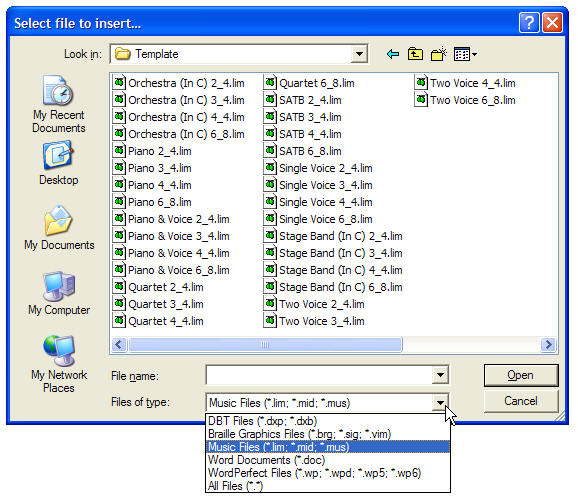 Select file to insert...
Look in: Template
My Recent
Documents
Desktop
My Documents
My Computer
My Network
Places
Orchestra (In C) 2_4.lim
Orchestra (In C) 3_4.lim
Orchestra (In C) 4_4.lim
Orchestra (In C) 6_8.lim
Piano 2_4.lim
Piano 3_4.lim
Piano 4_4.lim
Piano 6_8.lim
Piano & Voice 2_4.lim
Piano & Voice 3_4.lim
Piano & Voice 4_4.lim
Piano & Voice 6_8.lim
Quartet 2_4.lim
Quartet 3_4.lim
Quartet 4_4.lim
Quartet 6_8.lim
SATB 2_4.lim
SATB 3_4.lim
SATB 4_4.lim
SATB 6_8.lim
Single Voice 2_4.lim
Single Voice 3_4.lim
Single Voice 4_4.lim
Single Voice 6_8.lim
Stage Band (In C) 2_4.lim
Stage Band (In C) 3_4.lim
Stage Band (In C) 4_4.lim
Stage Band (In C) 6_8.lim
Two Voice 2_4.lim
Two Voice 3_4.lim
Two Voice 4_4.lim
Two Voice 6_8.lim
File name:
Open
Files of type: Music Files (*.lim; *.mid; *.mus)
Cancel
DBT Files (*.dxp; *.dxb)
Braille Graphics Files (*.brg; *.sig; *.vim)
Music Files (*.lim; *.mid; *.mus)
Word Documents (*.doc)
WordPerfect Files (*.wp; *.wpd, *.wp5; *.wp6)
All Files (*.*)